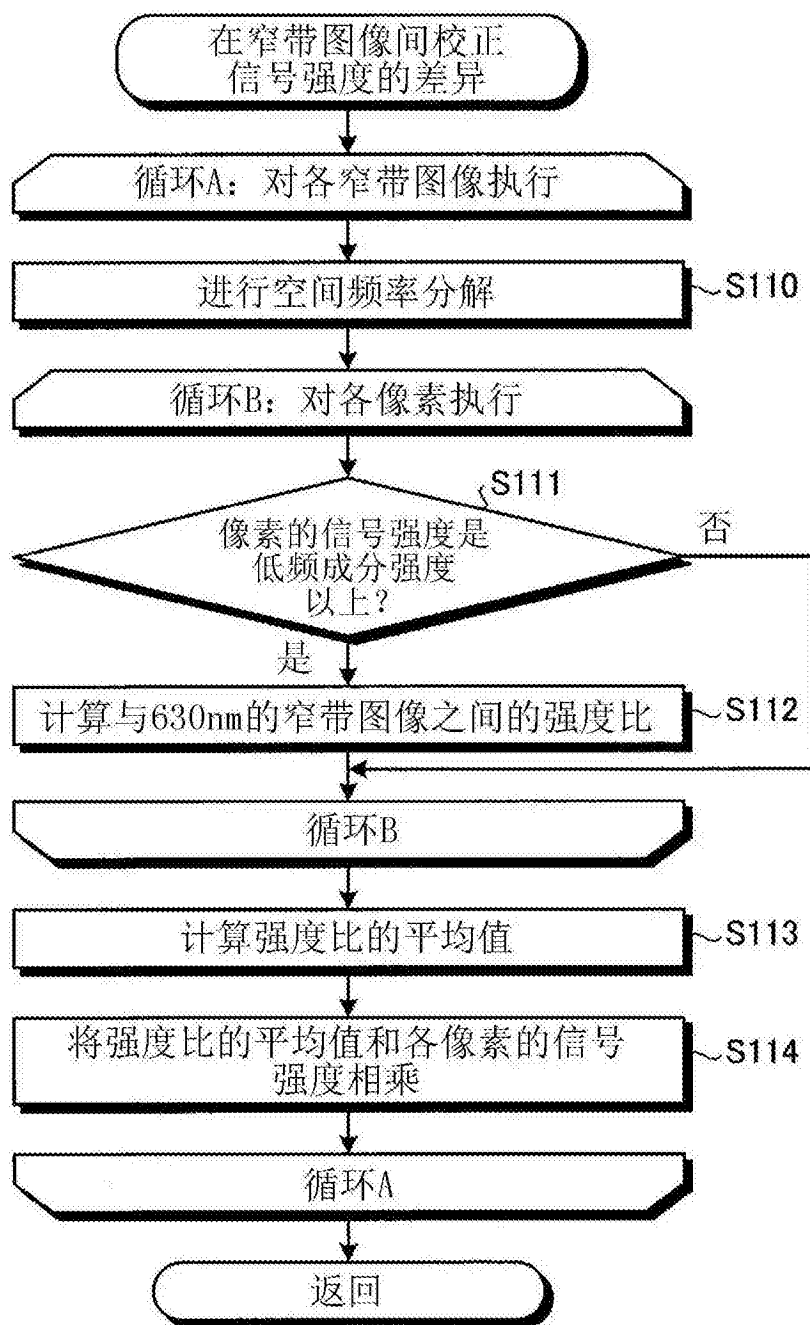 在窄带图像间校正
信号强度的差异
循环A：对各窄带图像执行
进行空间频率分解
S110
循环B：对各像素执行
S111
像素的信号强度是
低频成分强度
以上？
否
是
计算与630nm的窄带图像之间的强度比
S112
循环B
计算强度比的平均值
S113
将强度比的平均值和各像素的信号
强度相乘
S114
循环A
返回